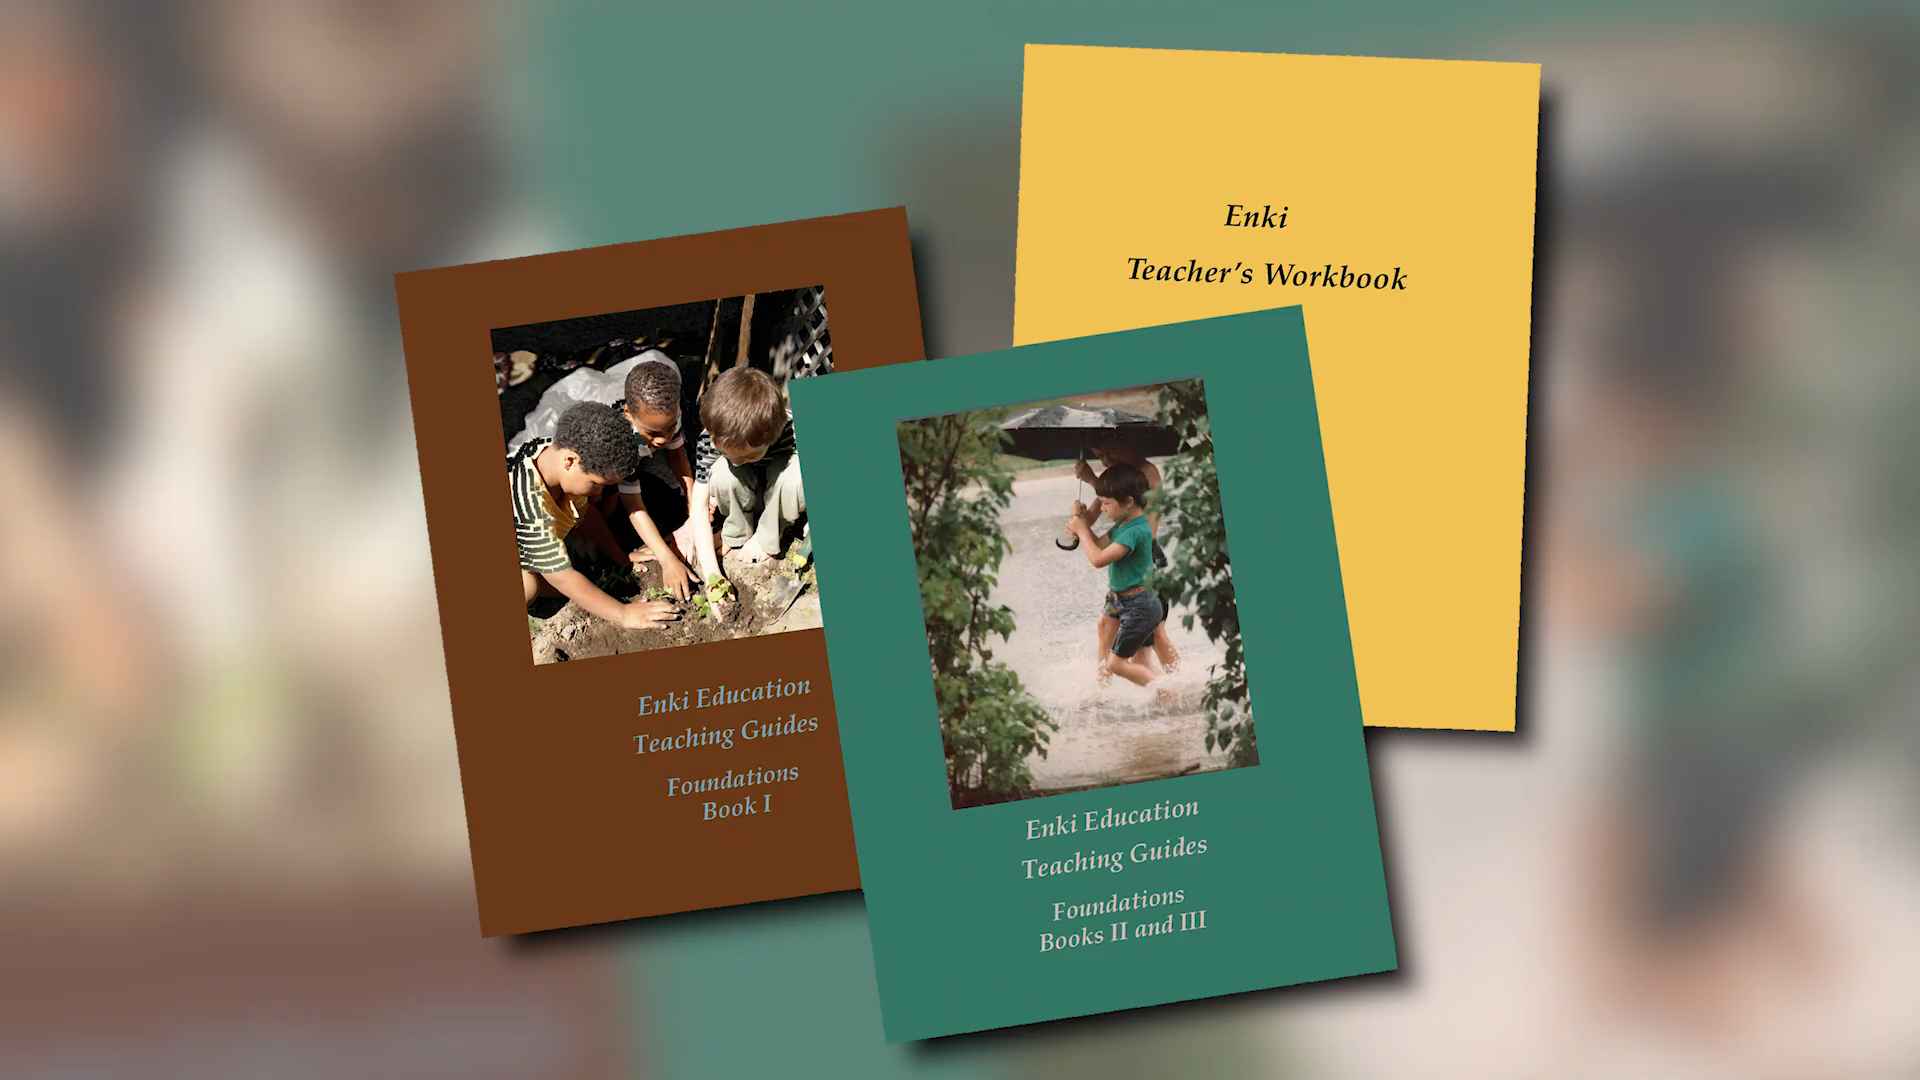 Enki
Teacher's Workbook
Enki Education
Teaching Guides
Foundations
Book I
Enki Education
Teaching Guides
Foundations
Books II and III